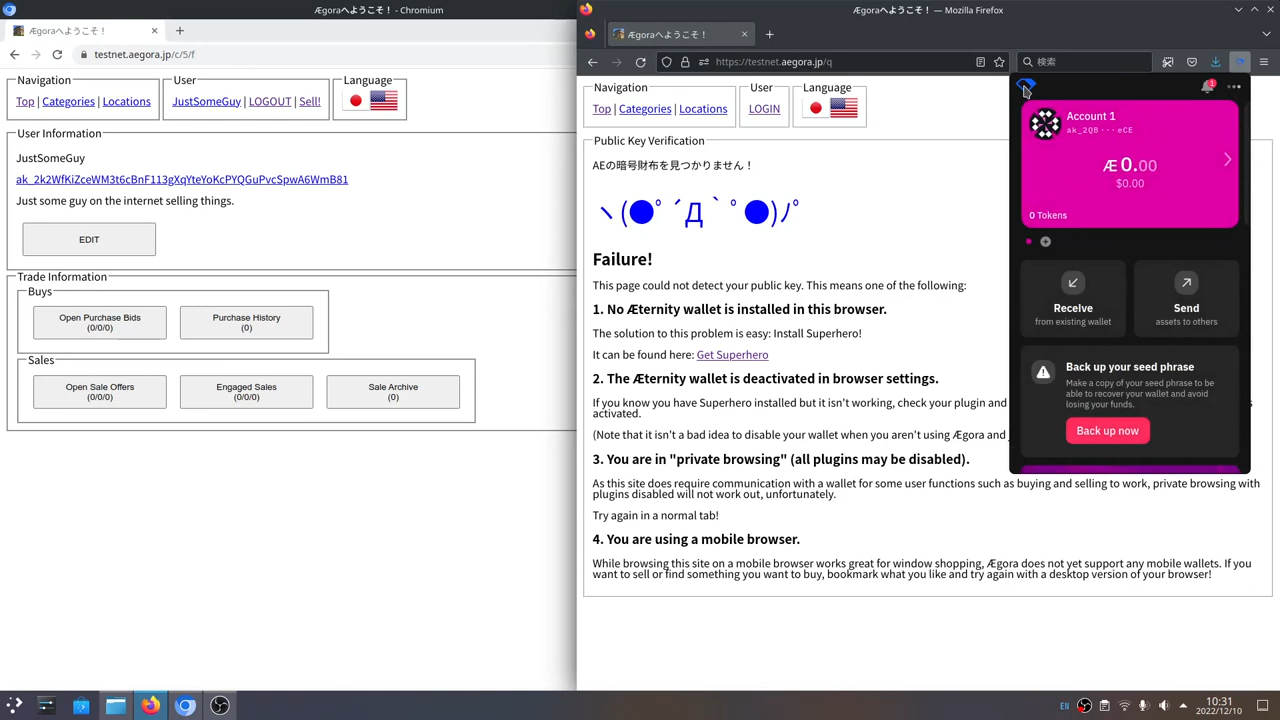 Ægoraへようこそ！ - Chromium
Ægoraへようこそ！
testnet.aegora.jp/c/5/f
Navigation
Top | Categories | Locations
User
JustSomeGuy | LOGOUT | Sell!
Language
User Information
JustSomeGuy
ak_2k2WfKiZceWM3t6cBnF113gXqYteYoKcPYQGuPvcSpwA6WmB81
Just some guy on the internet selling things.
EDIT
Trade Information
Buys
Open Purchase Bids
(0/0/0)
Purchase History
(0)
Sales
Open Sale Offers
(0/0/0)
Engaged Sales
(0/0/0)
Sale Archive
(0)
Ægoraへようこそ！ — Mozilla Firefox
Ægoraへようこそ！
https://testnet.aegora.jp/q
検索
Navigation
Top | Categories | Locations
User
LOGIN
Language
Public Key Verification
AEの暗号財布を見つかりません！
ヽ(●ﾟ´Д｀ﾟ●)ﾉﾟ
Failure!
This page could not detect your public key. This means one of the following:
1. No Æternity wallet is installed in this browser.
The solution to this problem is easy: Install Superhero!
It can be found here: Get Superhero
2. The Æternity wallet is deactivated in browser settings.
If you know you have Superhero installed but it isn't working, check your plugin and
activated.
(Note that it isn't a bad idea to disable your wallet when you aren't using Ægora and
3. You are in "private browsing" (all plugins may be disabled).
As this site does require communication with a wallet for some user functions such as buying and selling to work, private browsing with
plugins disabled will not work out, unfortunately.
Try again in a normal tab!
4. You are using a mobile browser.
While browsing this site on a mobile browser works great for window shopping, Ægora does not yet support any mobile wallets. If you
want to sell or find something you want to buy, bookmark what you like and try again with a desktop version of your browser!
1
Account 1
ak_2QB···eCE
Æ 0.00
$0.00
0 Tokens
Receive
from existing wallet
Send
assets to others
Back up your seed phrase
Make a copy of your seed phrase to be
able to recover your wallet and avoid
losing your funds.
Back up now
EN
10:31
2022/12/10